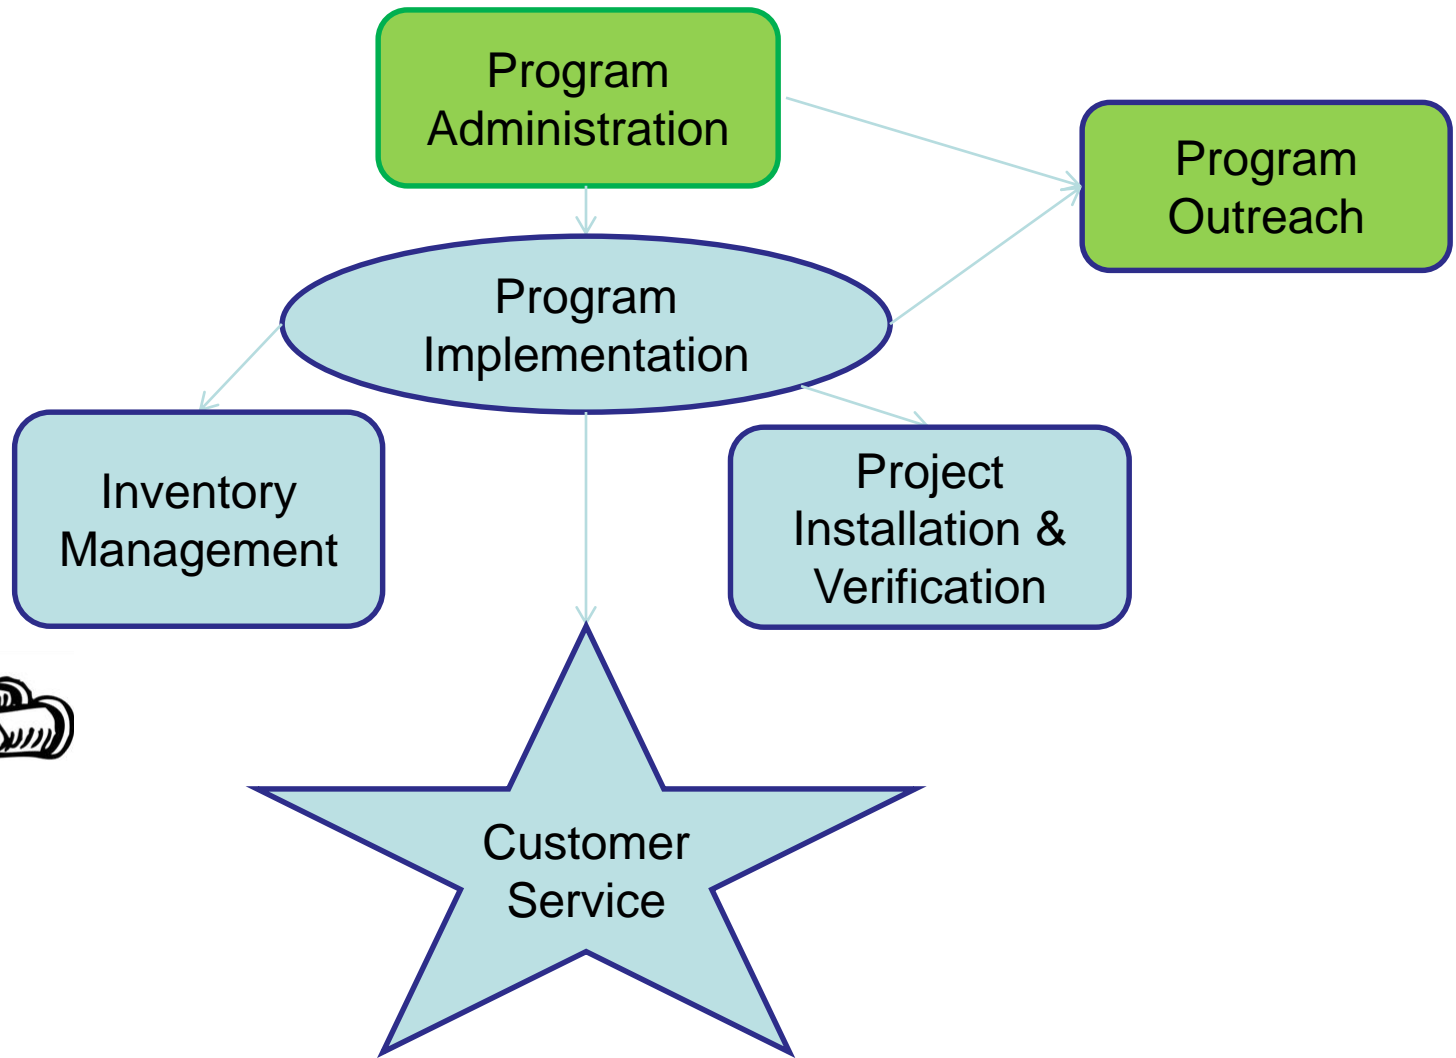 Program
Administration
Program
Outreach
Program
Implementation
Inventory
Management
Project
Installation &
Verification
Customer
Service